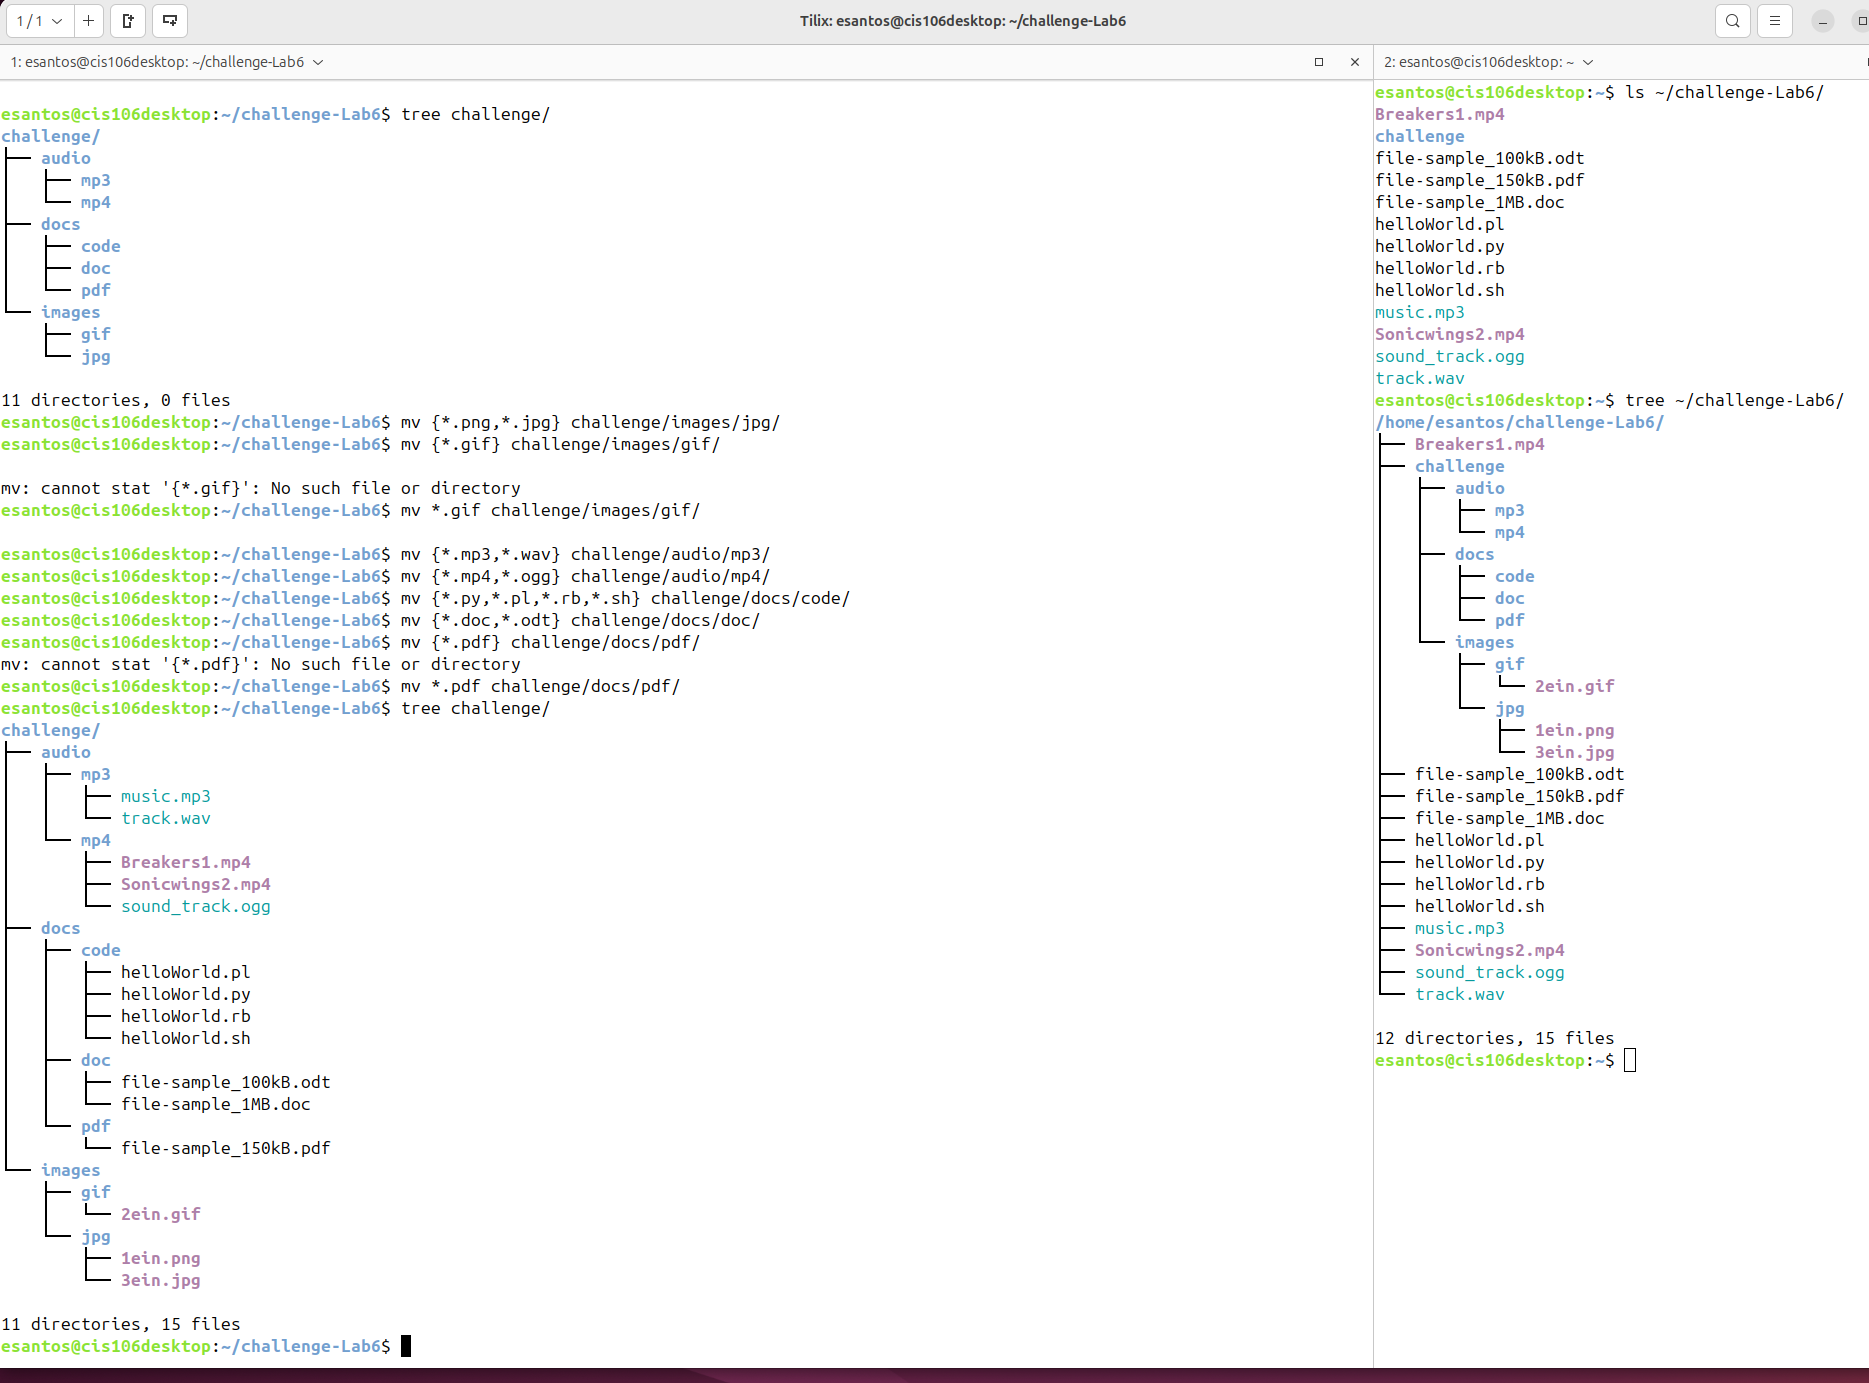 1 / 1
Tilix: esantos@cis106desktop: ~/challenge-Lab6
1: esantos@cis106desktop: ~/challenge-Lab6
esantos@cis106desktop:~/challenge-Lab6$ tree challenge/
challenge/
├── audio
│   ├── mp3
│   └── mp4
├── docs
│   ├── code
│   ├── doc
│   └── pdf
└── images
    ├── gif
    └── jpg
11 directories, 0 files
esantos@cis106desktop:~/challenge-Lab6$ mv {*.png,*.jpg} challenge/images/jpg/
esantos@cis106desktop:~/challenge-Lab6$ mv {*.gif} challenge/images/gif/
mv: cannot stat '{*.gif}': No such file or directory
esantos@cis106desktop:~/challenge-Lab6$ mv *.gif challenge/images/gif/
esantos@cis106desktop:~/challenge-Lab6$ mv {*.mp3,*.wav} challenge/audio/mp3/
esantos@cis106desktop:~/challenge-Lab6$ mv {*.mp4,*.ogg} challenge/audio/mp4/
esantos@cis106desktop:~/challenge-Lab6$ mv {*.py,*.pl,*.rb,*.sh} challenge/docs/code/
esantos@cis106desktop:~/challenge-Lab6$ mv {*.doc,*.odt} challenge/docs/doc/
esantos@cis106desktop:~/challenge-Lab6$ mv {*.pdf} challenge/docs/pdf/
mv: cannot stat '{*.pdf}': No such file or directory
esantos@cis106desktop:~/challenge-Lab6$ mv *.pdf challenge/docs/pdf/
esantos@cis106desktop:~/challenge-Lab6$ tree challenge/
challenge/
├── audio
│   ├── mp3
│   │   ├── music.mp3
│   │   └── track.wav
│   └── mp4
│       ├── Breakers1.mp4
│       ├── Sonicwings2.mp4
│       └── sound_track.ogg
├── docs
│   ├── code
│   │   ├── helloWorld.pl
│   │   ├── helloWorld.py
│   │   ├── helloWorld.rb
│   │   └── helloWorld.sh
│   ├── doc
│   │   ├── file-sample_100kB.odt
│   │   └── file-sample_1MB.doc
│   └── pdf
│       └── file-sample_150kB.pdf
└── images
    ├── gif
    │   └── 2ein.gif
    └── jpg
        ├── 1ein.png
        └── 3ein.jpg
11 directories, 15 files
esantos@cis106desktop:~/challenge-Lab6$
2: esantos@cis106desktop: ~
esantos@cis106desktop:~$ ls ~/challenge-Lab6/
Breakers1.mp4
challenge
file-sample_100kB.odt
file-sample_150kB.pdf
file-sample_1MB.doc
helloWorld.pl
helloWorld.py
helloWorld.rb
helloWorld.sh
music.mp3
Sonicwings2.mp4
sound_track.ogg
track.wav
esantos@cis106desktop:~$ tree ~/challenge-Lab6/
/home/esantos/challenge-Lab6/
├── Breakers1.mp4
├── challenge
│   ├── audio
│   │   ├── mp3
│   │   └── mp4
│   ├── docs
│   │   ├── code
│   │   ├── doc
│   │   └── pdf
│   └── images
│       ├── gif
│       │   └── 2ein.gif
│       └── jpg
│           ├── 1ein.png
│           └── 3ein.jpg
├── file-sample_100kB.odt
├── file-sample_150kB.pdf
├── file-sample_1MB.doc
├── helloWorld.pl
├── helloWorld.py
├── helloWorld.rb
├── helloWorld.sh
├── music.mp3
├── Sonicwings2.mp4
├── sound_track.ogg
└── track.wav
12 directories, 15 files
esantos@cis106desktop:~$